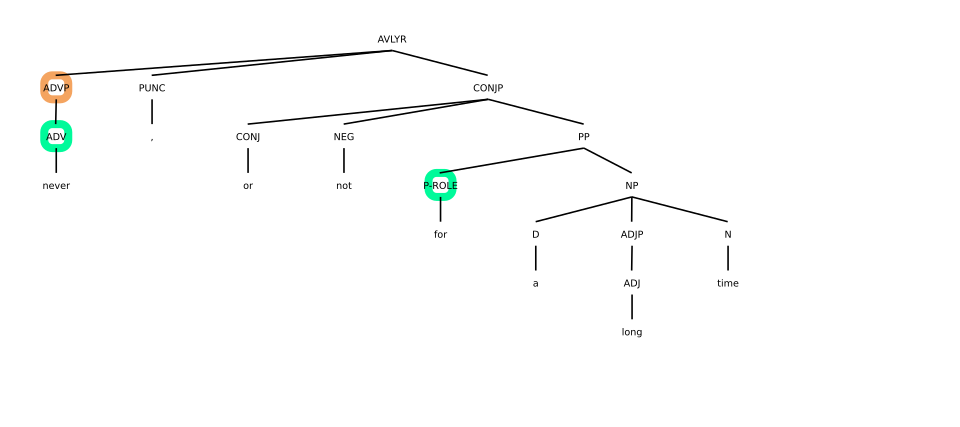 AVLYR
ADVP PUNC CONJP
ADV , CONJ NEG PP
never or not P-ROLE NP
for D ADJP N
a ADJ time
long